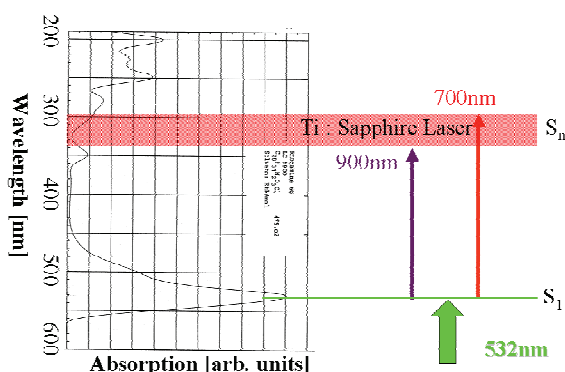 200
300
400
500
600
Wavelength [nm]
Absorption [arb. units]
Ti : Sapphire Laser
700nm
900nm
Sn
S1
532nm